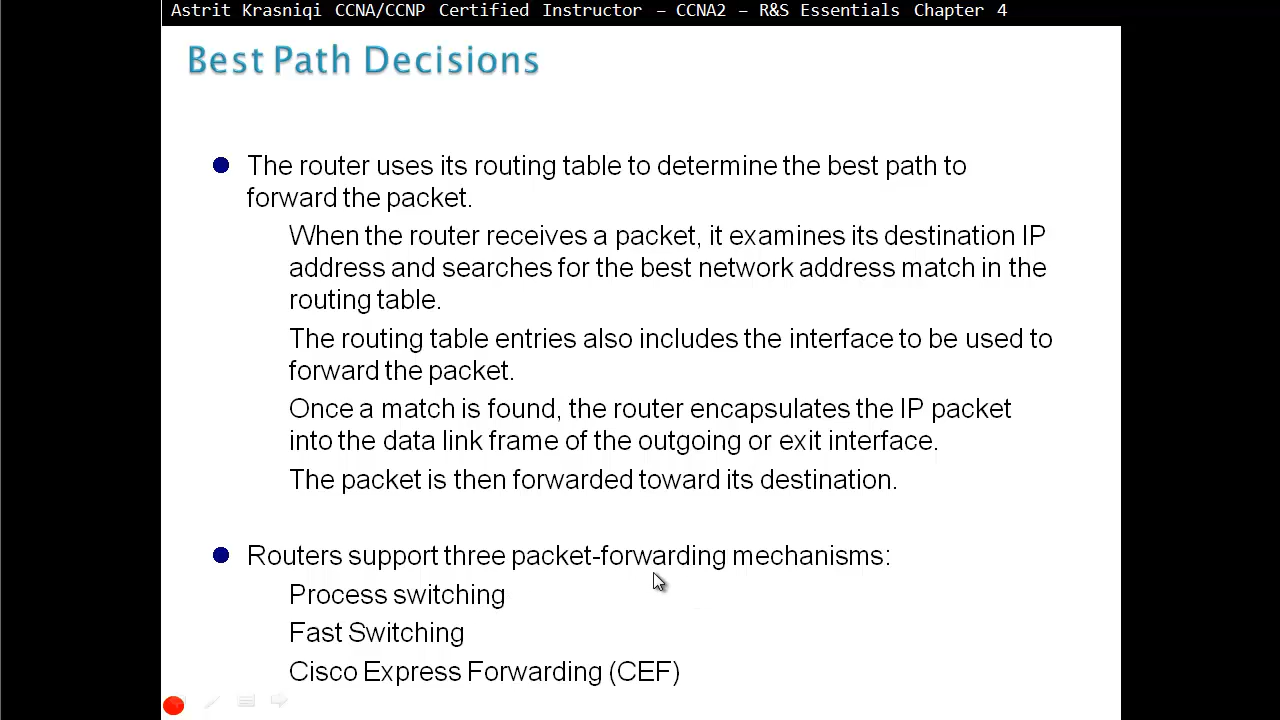 Astrit Krasniqi CCNA/CCNP Certified Instructor – CCNA2 – R&S Essentials Chapter 4
Best Path Decisions
The router uses its routing table to determine the best path to
forward the packet.
When the router receives a packet, it examines its destination IP
address and searches for the best network address match in the
routing table.
The routing table entries also includes the interface to be used to
forward the packet.
Once a match is found, the router encapsulates the IP packet
into the data link frame of the outgoing or exit interface.
The packet is then forwarded toward its destination.
Routers support three packet-forwarding mechanisms:
Process switching
Fast Switching
Cisco Express Forwarding (CEF)